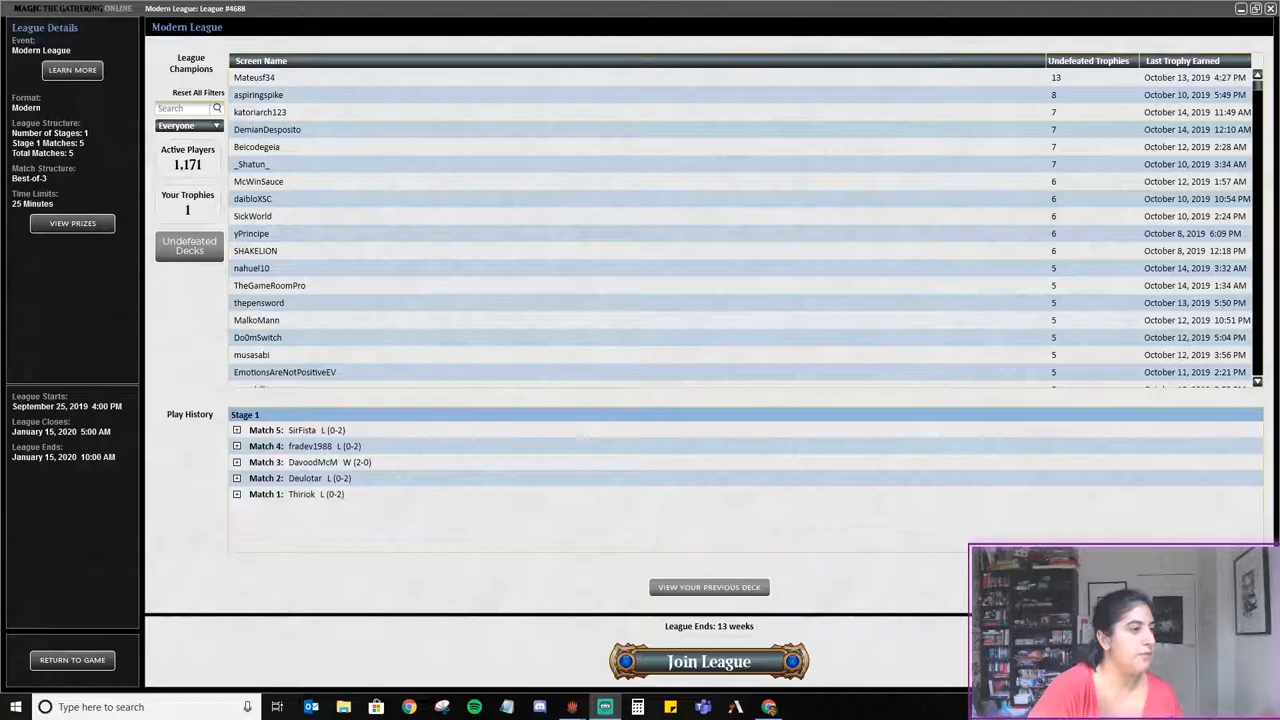 MAGIC THE GATHERING ONLINE
Modern League: League #4688
League Details
Event:
Modern League
LEARN MORE
Format:
Modern
League Structure:
Number of Stages: 1
Stage 1 Matches: 5
Total Matches: 5
Match Structure:
Best-of-3
Time Limits:
25 Minutes
VIEW PRIZES
League Starts:
September 25, 2019 4:00 PM
League Closes:
January 15, 2020 5:00 AM
League Ends:
January 15, 2020 10:00 AM
RETURN TO GAME
Modern League
League Champions
Reset All Filters
Search
Everyone
Active Players
1,171
Your Trophies
1
Undefeated Decks
Screen Name Undefeated Trophies Last Trophy Earned
Mateusf34 13 October 13, 2019 4:27 PM
aspiringspike 8 October 10, 2019 5:49 PM
katoriarch123 7 October 14, 2019 11:49 AM
DemianDesposito 7 October 14, 2019 12:10 AM
Beicodegeia 7 October 12, 2019 2:28 AM
_Shatun_ 7 October 10, 2019 3:34 AM
McWinSauce 6 October 12, 2019 1:57 AM
daibloXSC 6 October 10, 2019 10:54 PM
SickWorld 6 October 10, 2019 2:24 PM
yPrincipe 6 October 8, 2019 6:09 PM
SHAKELION 6 October 8, 2019 12:18 PM
nahuel10 5 October 14, 2019 3:32 AM
TheGameRoomPro 5 October 14, 2019 1:34 AM
thepensword 5 October 13, 2019 5:50 PM
MalkoMann 5 October 12, 2019 10:51 PM
Do0mSwitch 5 October 12, 2019 5:04 PM
musasabi 5 October 12, 2019 3:56 PM
EmotionsAreNotPositiveEV 5 October 11, 2019 2:21 PM
Play History
Stage 1
Match 5: SirFista L (0-2)
Match 4: fradev1988 L (0-2)
Match 3: DavoodMcM W (2-0)
Match 2: Deulotar L (0-2)
Match 1: Thiriok L (0-2)
VIEW YOUR PREVIOUS DECK
League Ends: 13 weeks
Join League
Type here to search